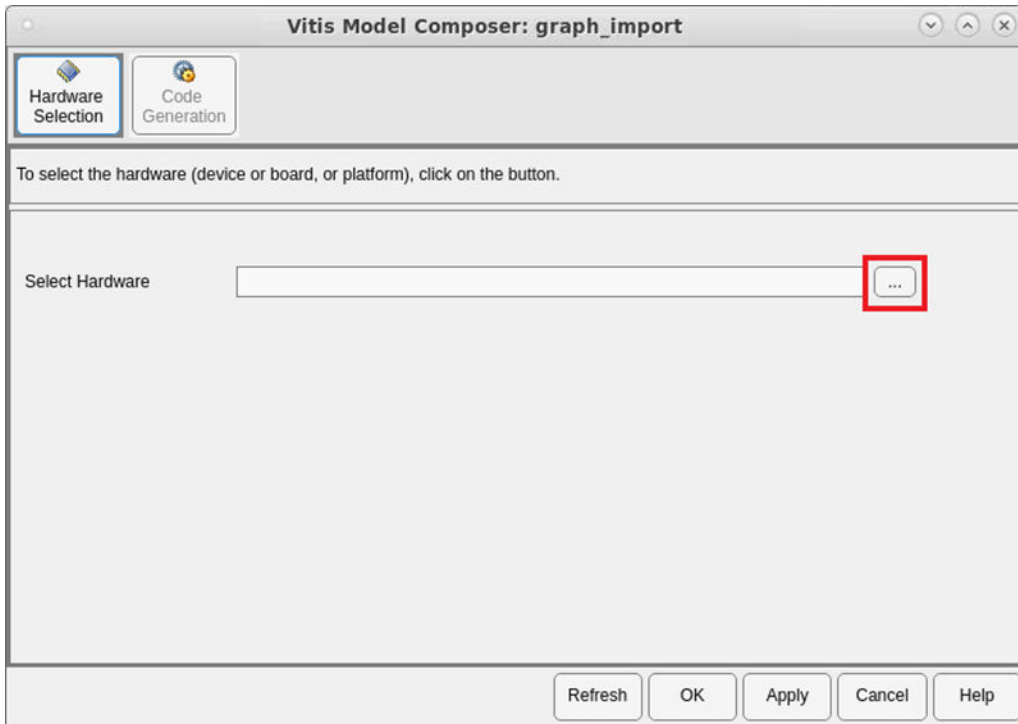 Vitis Model Composer: graph_import
Hardware
Selection
Code
Generation
To select the hardware (device or board, or platform), click on the button.
Select Hardware
...
Refresh
OK
Apply
Cancel
Help